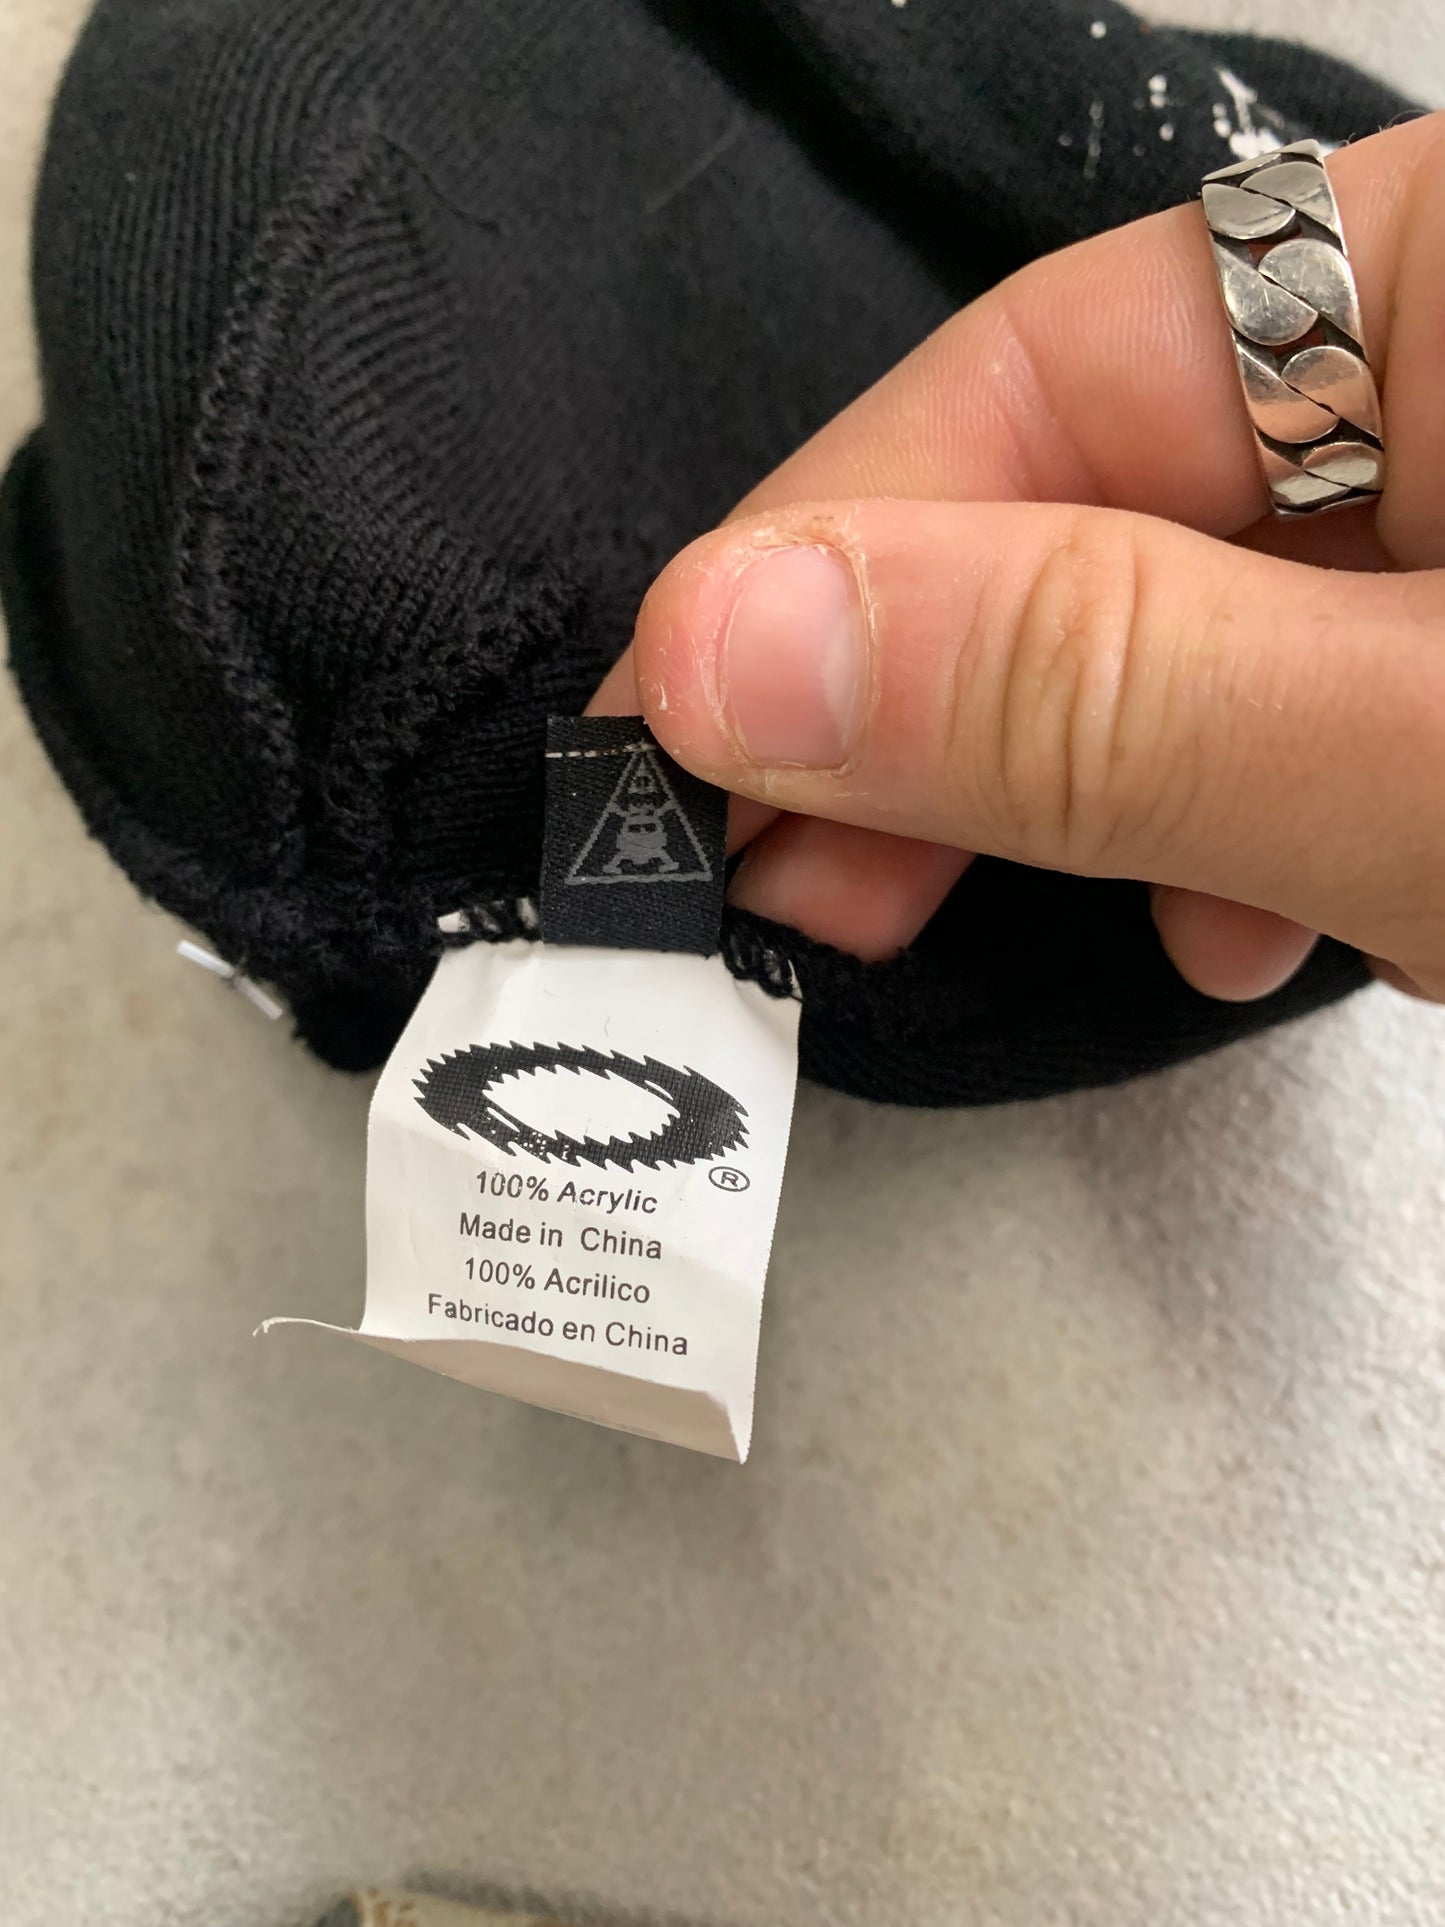 ®
100% Acrylic
Made in China
100% Acrilico
Fabricado en China